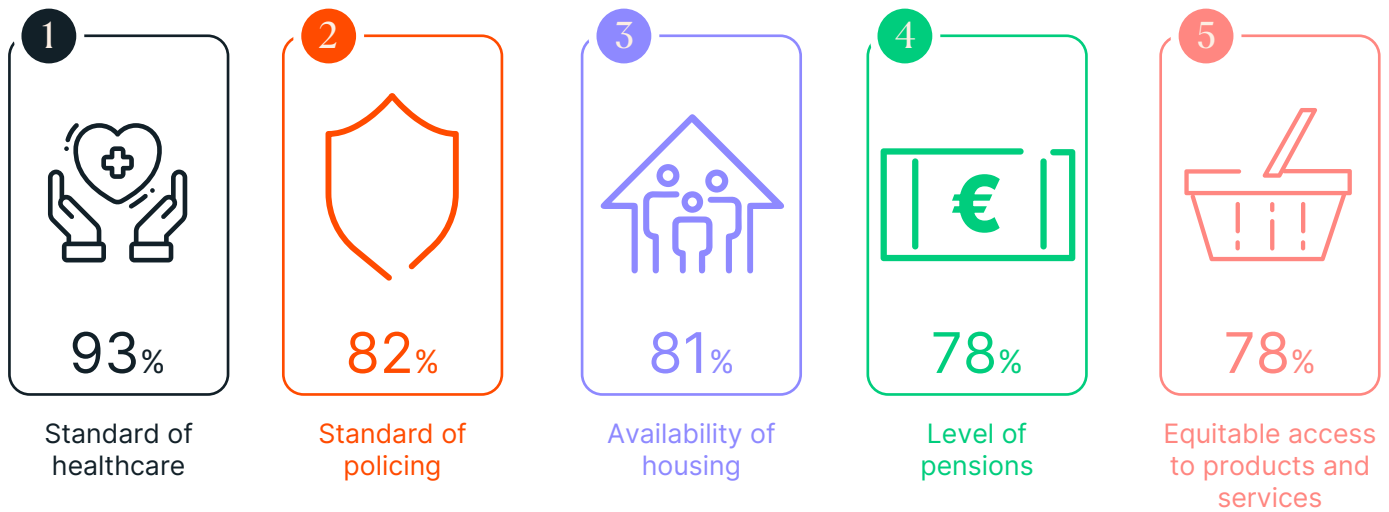 1
93%
Standard of
healthcare
2
82%
Standard of
policing
3
81%
Availability of
housing
4
€
78%
Level of
pensions
5
78%
Equitable access
to products and
services